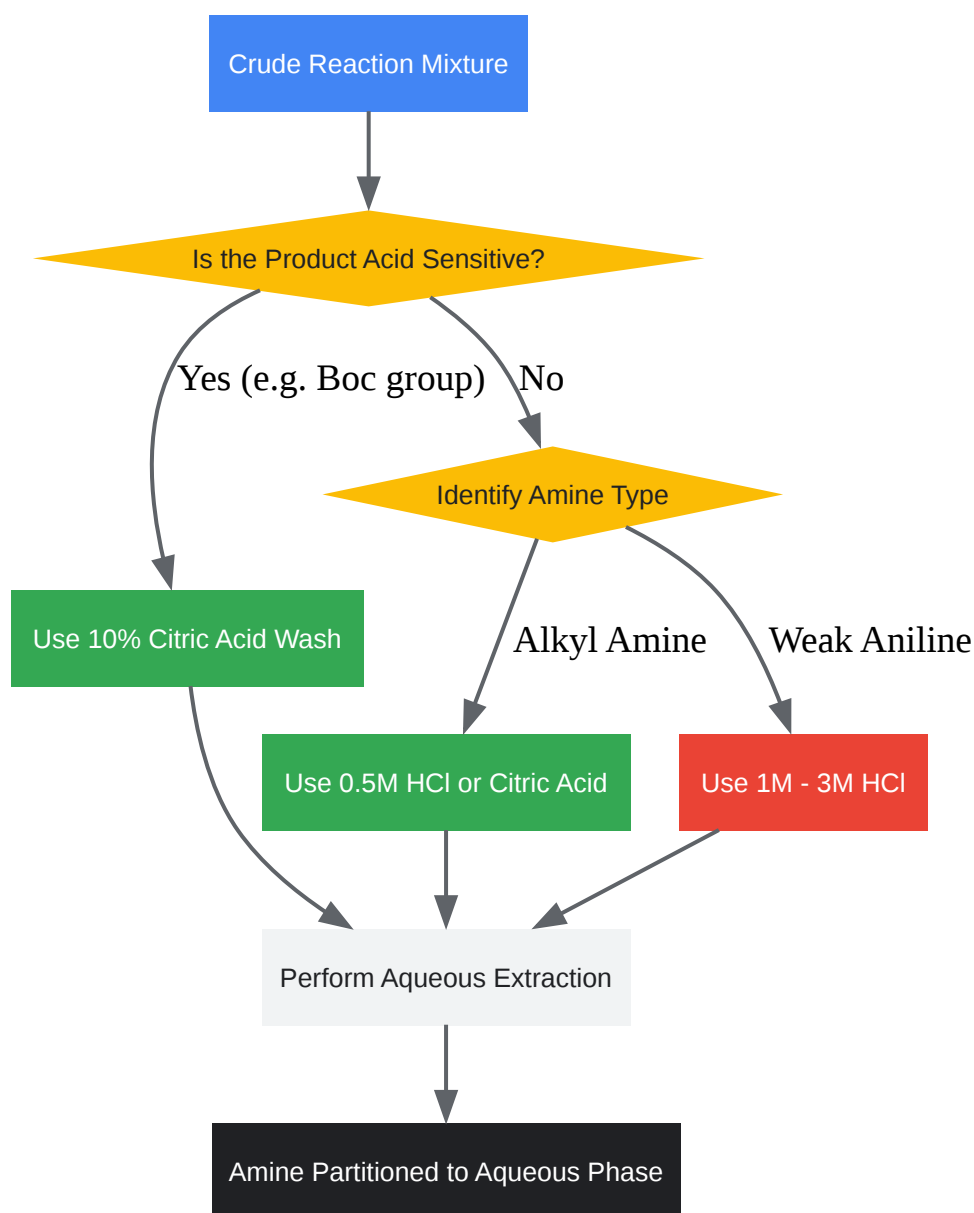 Crude Reaction Mixture
Is the Product Acid Sensitive?
Yes (e.g. Boc group)
No
Identify Amine Type
Use 10% Citric Acid Wash
Alkyl Amine
Weak Aniline
Use 0.5M HCl or Citric Acid
Use 1M - 3M HCl
Perform Aqueous Extraction
Amine Partitioned to Aqueous Phase